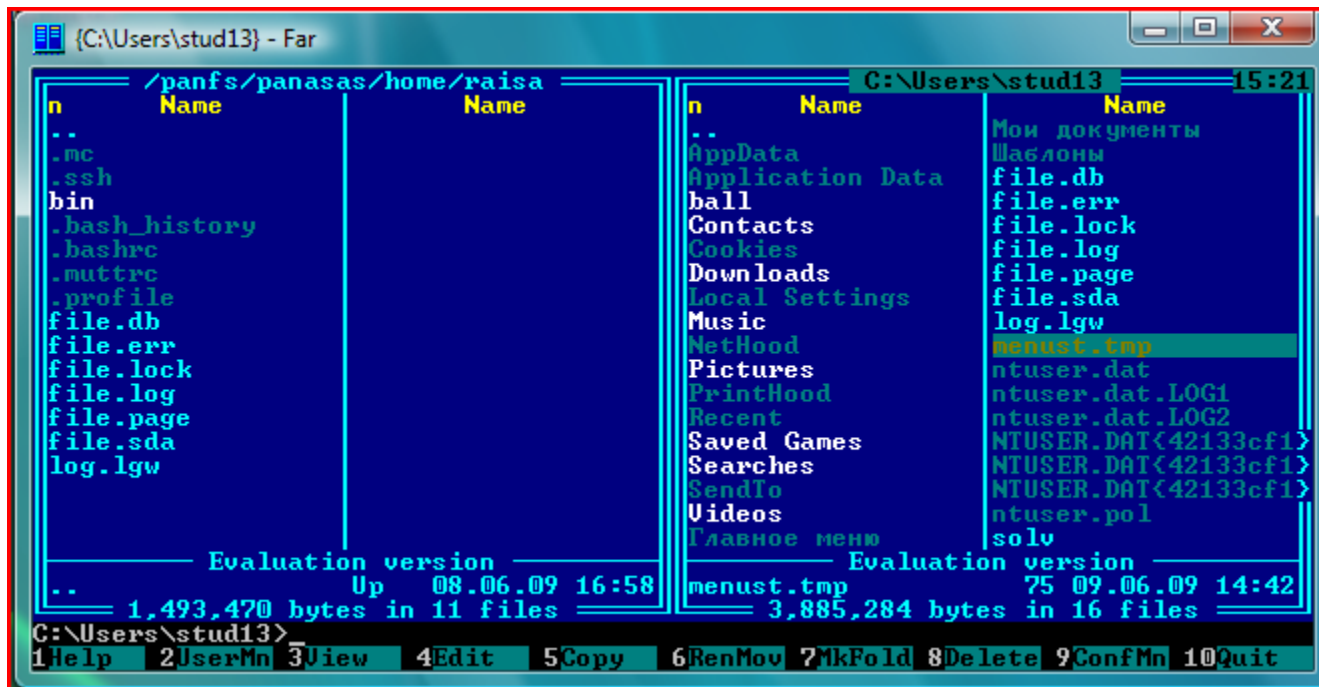 {C:\Users\stud13} - Far
/panfs/panasas/home/raisa
n Name Name
..
.mc
.ssh
bin
.bash_history
.bashrc
.muttrc
.profile
file.db
file.err
file.lock
file.log
file.page
file.sda
log.lgw
Evaluation version
.. Up 08.06.09 16:58
1,493,470 bytes in 11 files
C:\Users\stud13 15:21
n Name Name
..
AppData
Application Data
ball
Contacts
Cookies
Downloads
Local Settings
Music
NetHood
Pictures
PrintHood
Recent
Saved Games
Searches
SendTo
Videos
Главное меню
Мои документы
Шаблоны
file.db
file.err
file.lock
file.log
file.page
file.sda
log.lgw
menust.tmp
ntuser.dat
ntuser.dat.LOG1
ntuser.dat.LOG2
NTUSER.DAT{42133cf1}
NTUSER.DAT{42133cf1}
NTUSER.DAT{42133cf1}
ntuser.pol
solv
Evaluation version
menust.tmp 75 09.06.09 14:42
3,885,284 bytes in 16 files
C:\Users\stud13>_
1Help 2UserMn 3View 4Edit 5Copy 6RenMov 7MkFold 8Delete 9ConfMn 10Quit